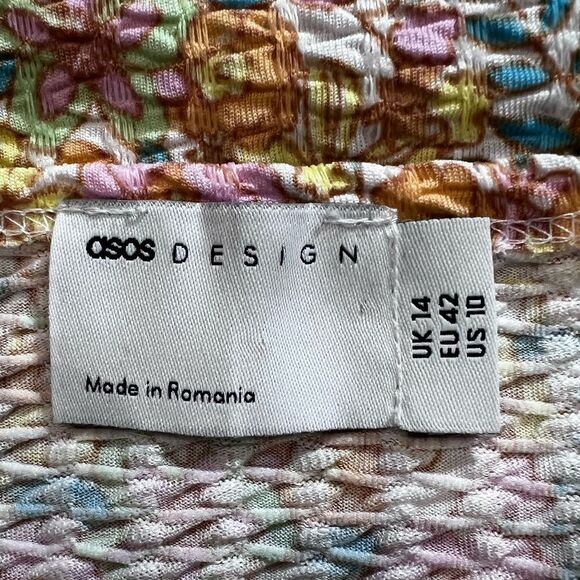 asos DESIGN
Made in Romania
UK 14
EU 42
US 10